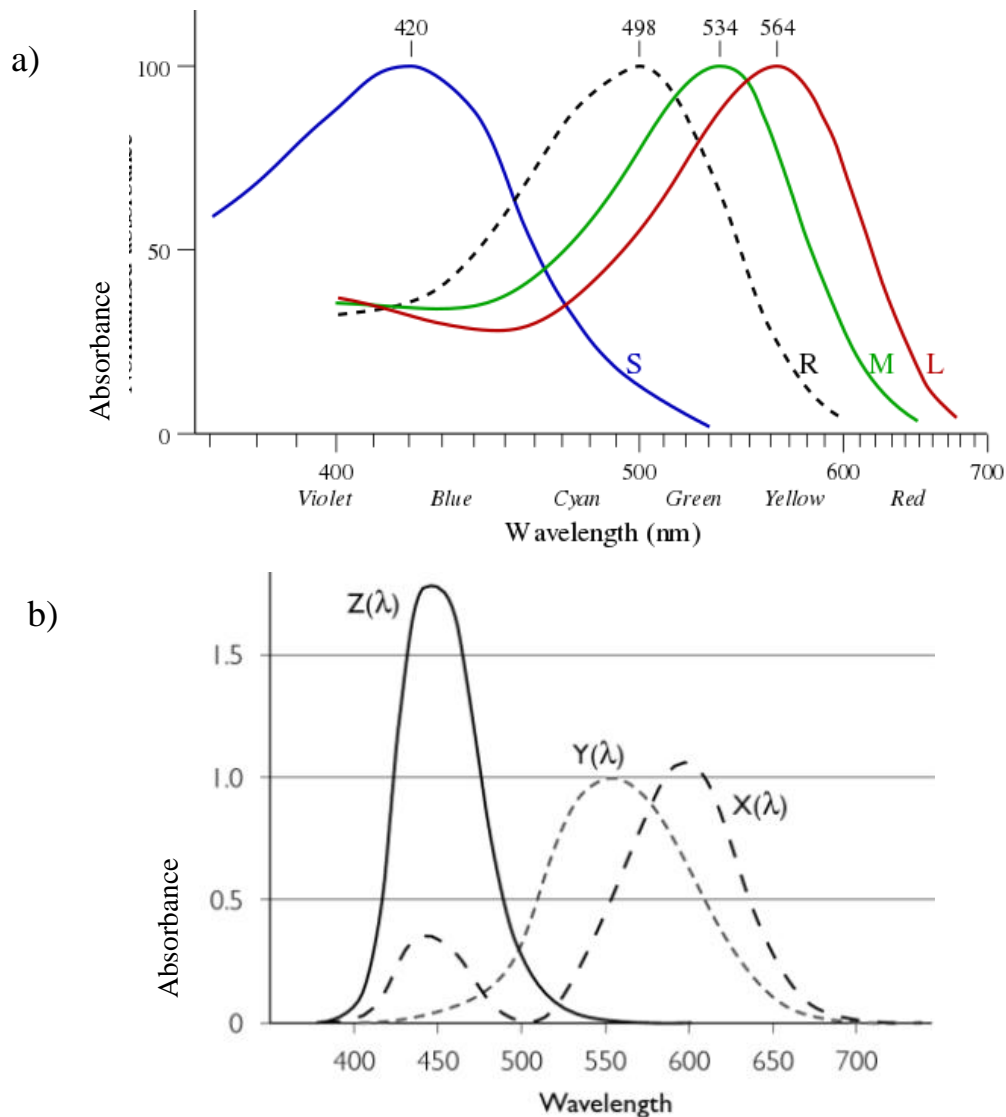 a)
420 498 534 564
100
50
0
Absorbance
S R M L
400 500 600 700
Violet Blue Cyan Green Yellow Red
Wavelength (nm)
b)
Z(λ)
Y(λ)
X(λ)
1.5
1.0
0.5
0
Absorbance
400 450 500 550 600 650 700
Wavelength